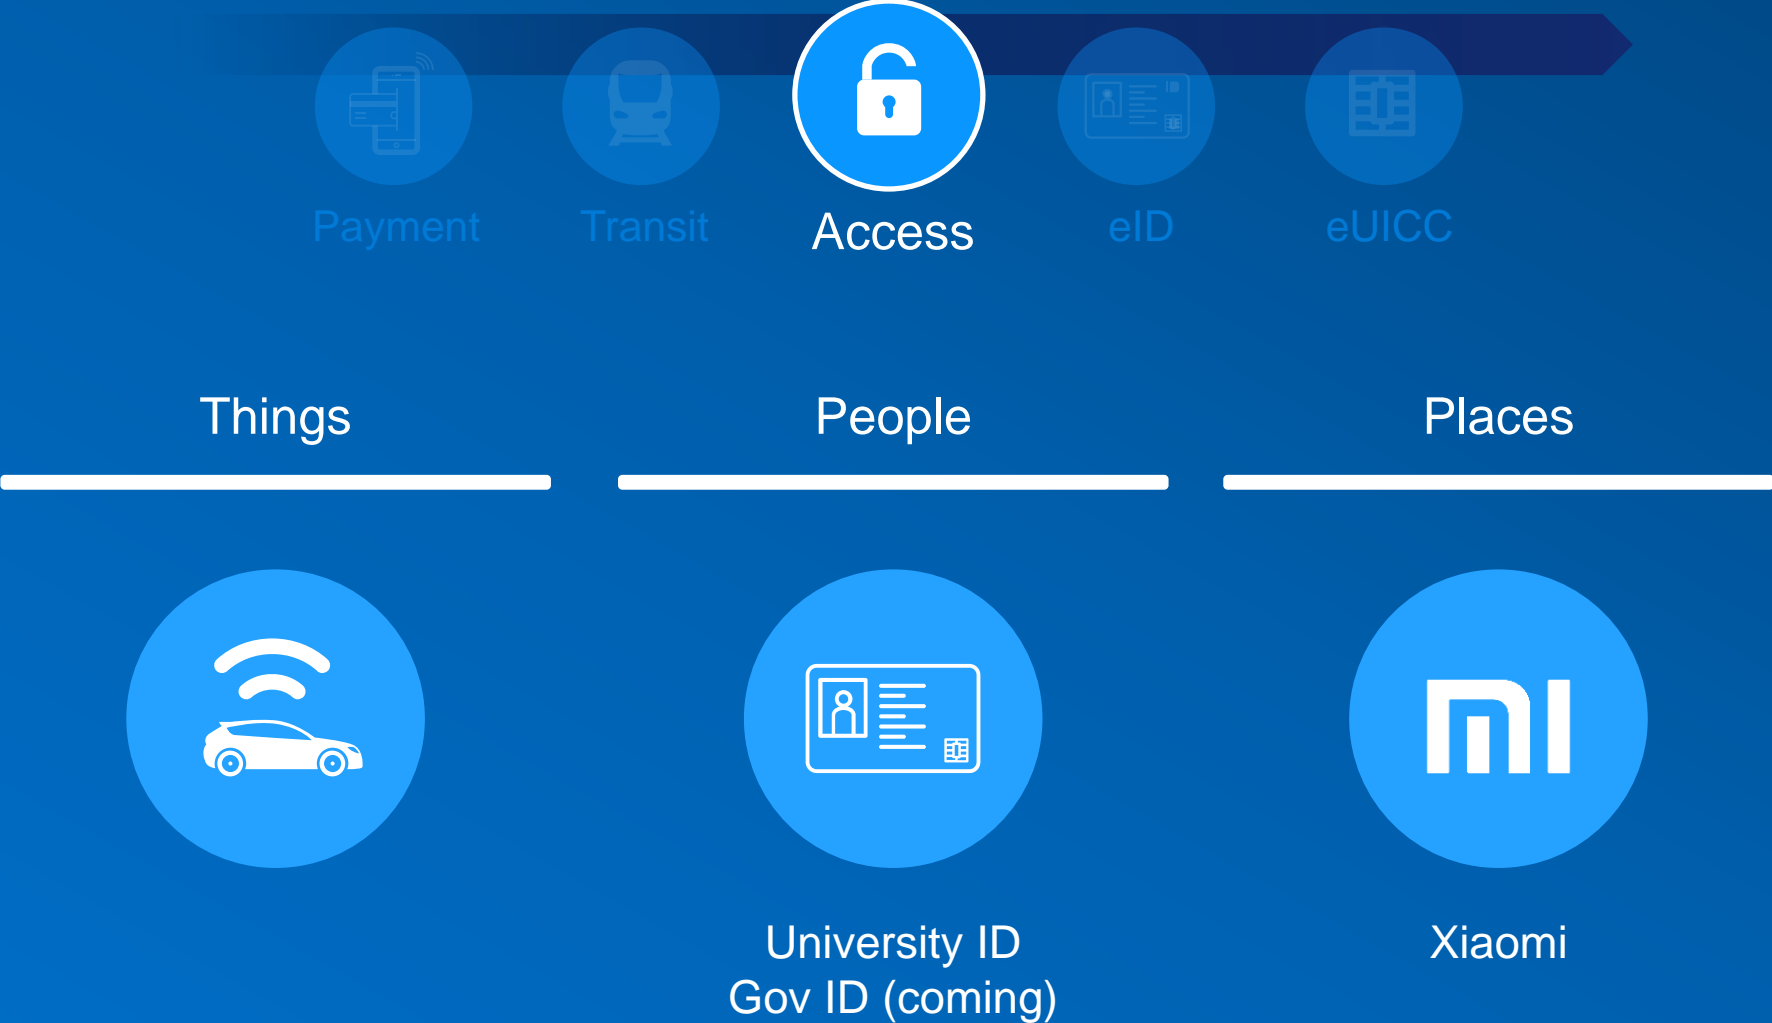 Payment
Transit
Access
eID
eUICC
Things
People
Places
University ID
Gov ID (coming)
Xiaomi